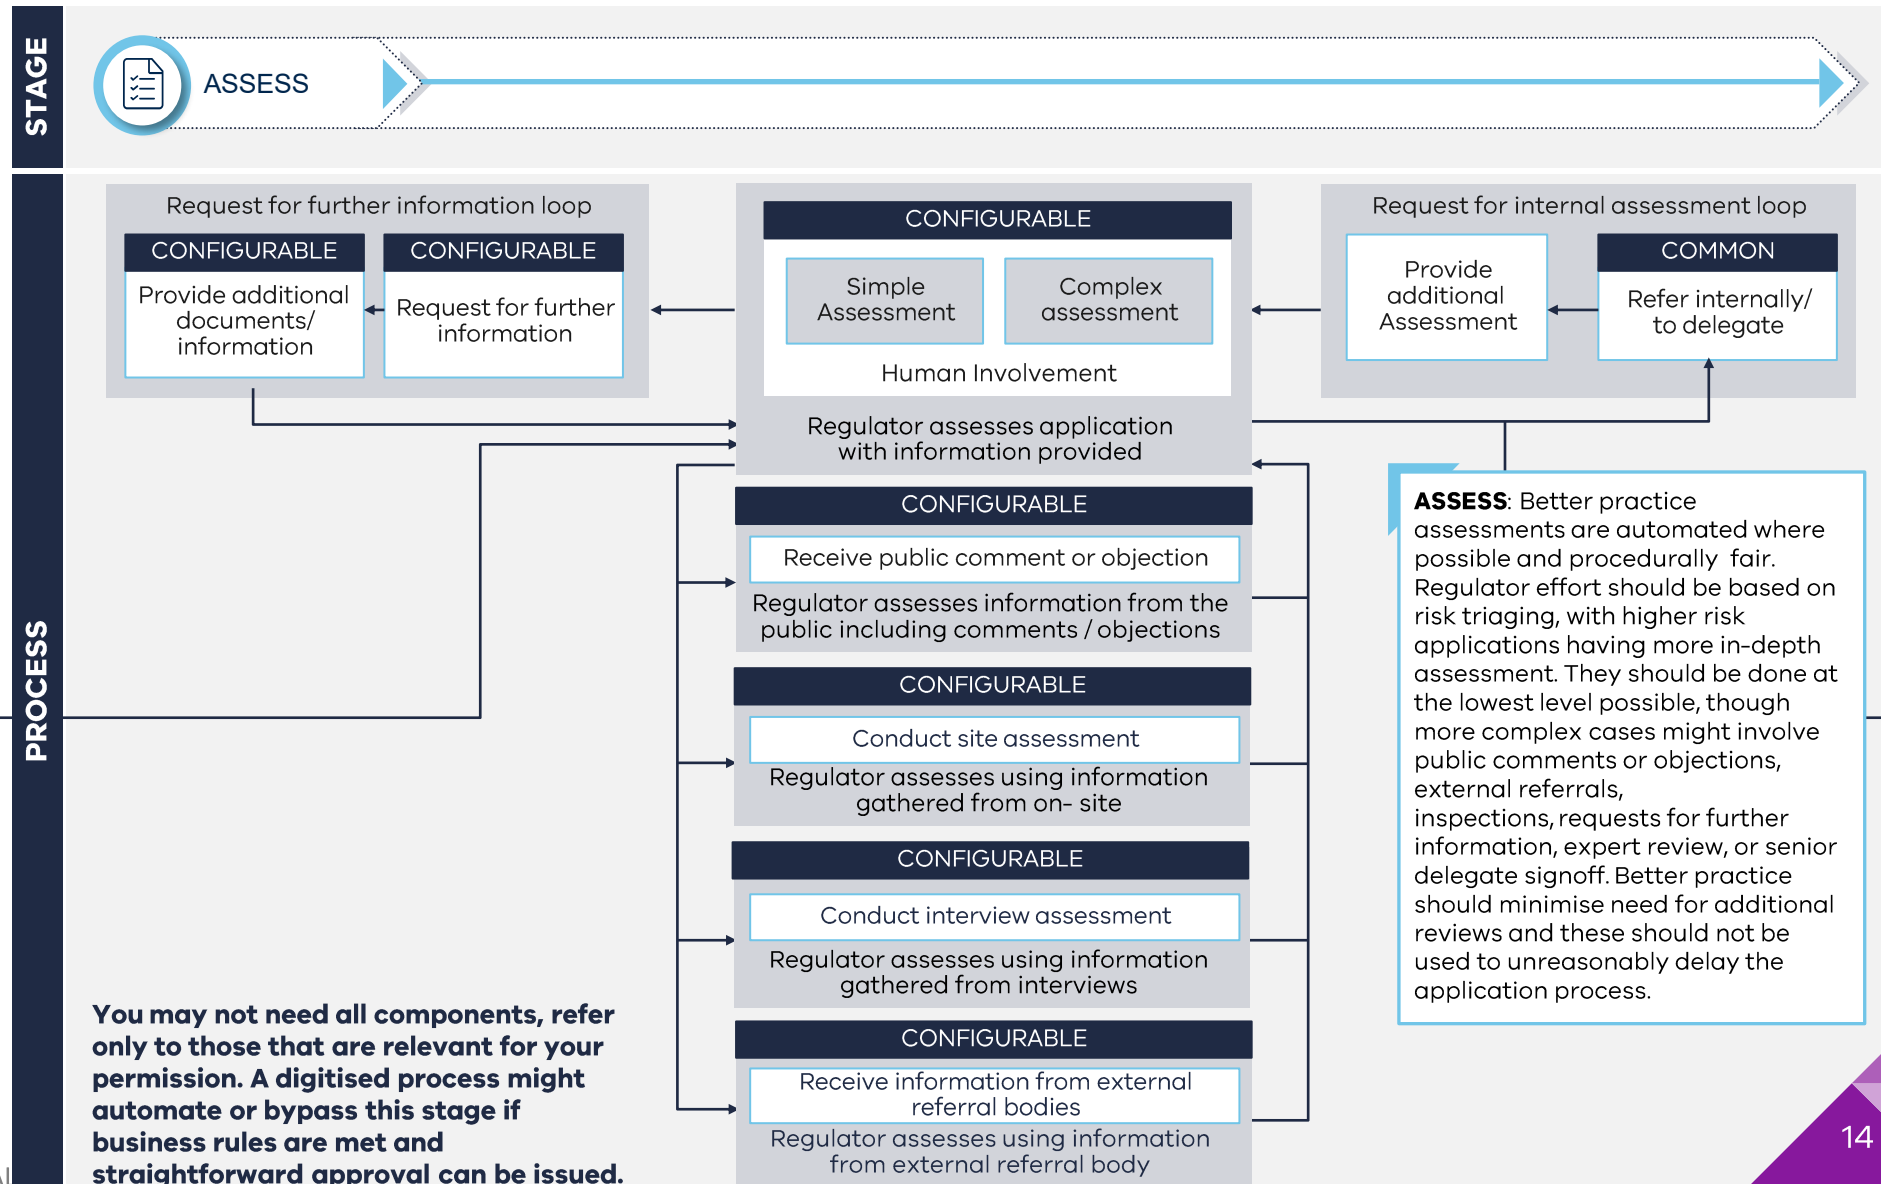 STAGE
ASSESS
PROCESS
Request for further information loop
CONFIGURABLE
Provide additional
documents/
information
CONFIGURABLE
Request for further
information
CONFIGURABLE
Simple
Assessment
Complex
assessment
Human Involvement
Regulator assesses application
with information provided
Request for internal assessment loop
Provide
additional
Assessment
COMMON
Refer internally/
to delegate
CONFIGURABLE
Receive public comment or objection
Regulator assesses information from the
public including comments / objections
CONFIGURABLE
Conduct site assessment
Regulator assesses using information
gathered from on- site
CONFIGURABLE
Conduct interview assessment
Regulator assesses using information
gathered from interviews
CONFIGURABLE
Receive information from external
referral bodies
Regulator assesses using information
from external referral body
ASSESS: Better practice
assessments are automated where
possible and procedurally fair.
Regulator effort should be based on
risk triaging, with higher risk
applications having more in-depth
assessment. They should be done at
the lowest level possible, though
more complex cases might involve
public comments or objections,
external referrals,
inspections, requests for further
information, expert review, or senior
delegate signoff. Better practice
should minimise need for additional
reviews and these should not be
used to unreasonably delay the
application process.
You may not need all components, refer
only to those that are relevant for your
permission. A digitised process might
automate or bypass this stage if
business rules are met and
straightforward approval can be issued.
14